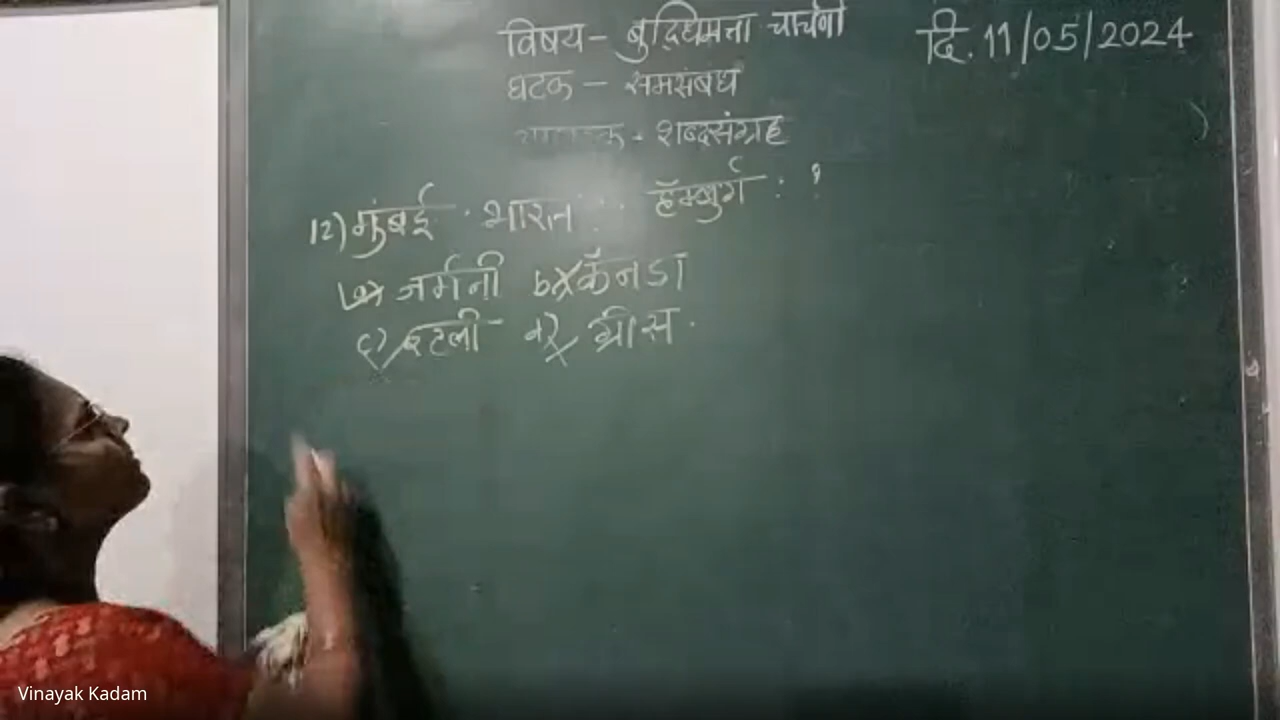 विषय - बुद्धिमत्ता चाचणी
दि. 11/05/2024
घटक - समसंबंध
- शब्दसंग्रह
12) मुंबई : भारत : : हॅम्बुर्ग : ?
a) जर्मनी b) कॅनडा
c) इटली d) ग्रीस.
Vinayak Kadam